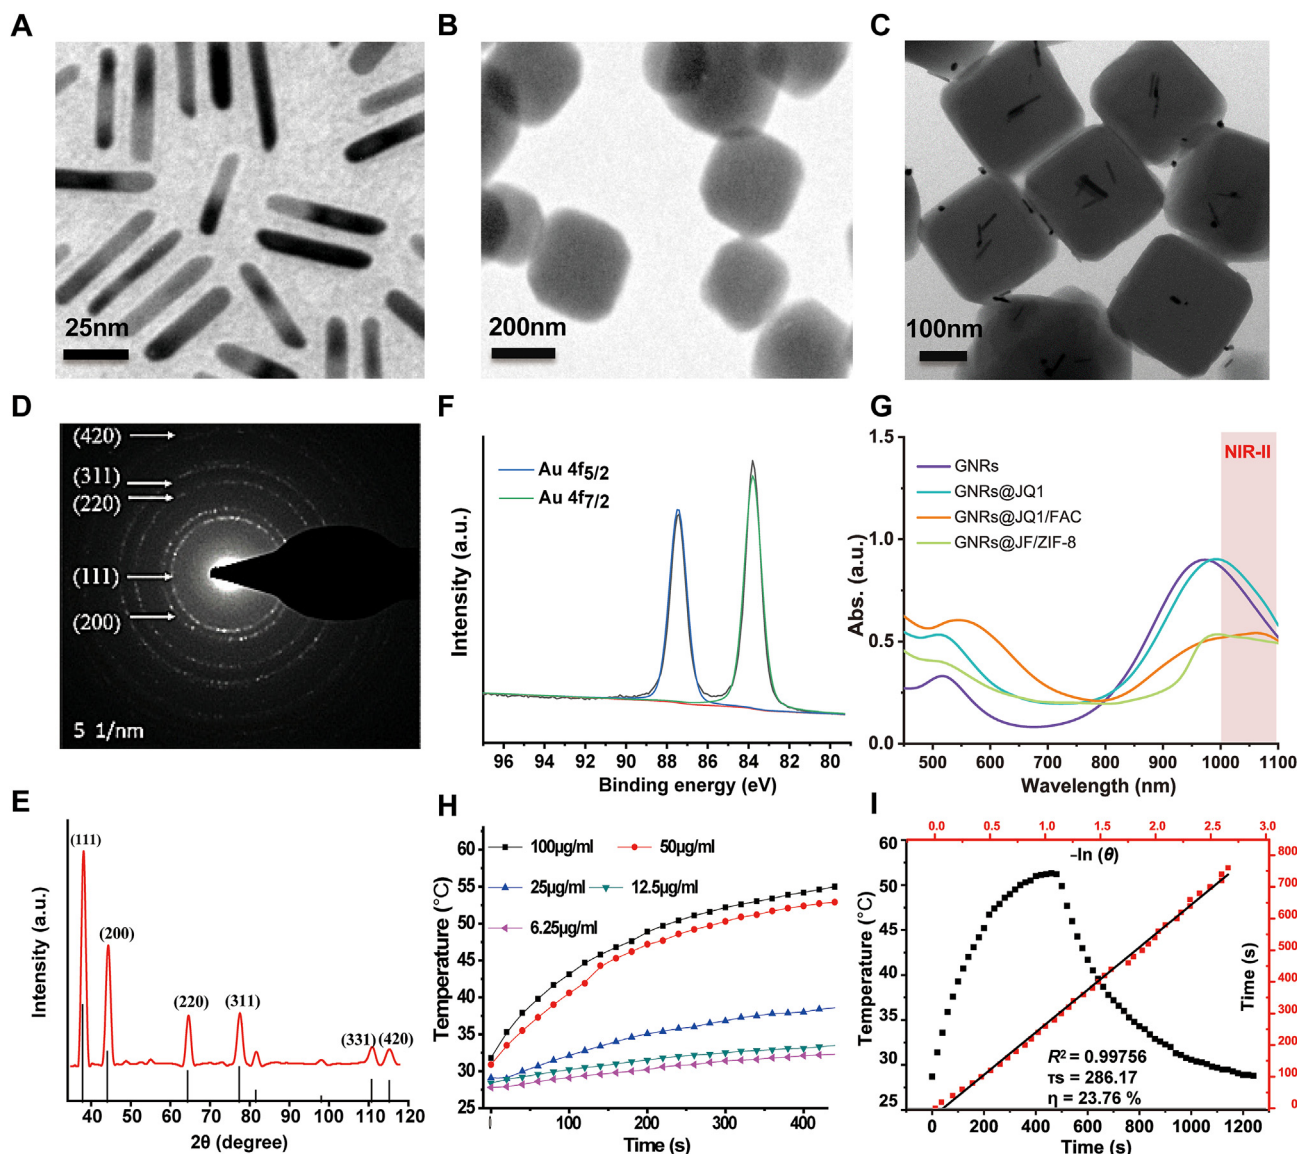 A
25nm
B
200nm
C
100nm
D
(420)
(311)
(220)
(111)
(200)
5 1/nm
F
Au 4f5/2
Au 4f7/2
Intensity (a.u.)
96 94 92 90 88 86 84 82 80
Binding energy (eV)
G
1.5
1.0
0.5
0.0
Abs. (a.u.)
GNRs
GNRs@JQ1
GNRs@JQ1/FAC
GNRs@JF/ZIF-8
NIR-II
500 600 700 800 900 1000 1100
Wavelength (nm)
E
Intensity (a.u.)
(111)
(200)
(220)
(311)
(331)
(420)
40 50 60 70 80 90 100 110 120
2θ (degree)
H
60
55
50
45
40
35
30
25
Temperature (°C)
100μg/ml
50μg/ml
25μg/ml
12.5μg/ml
6.25μg/ml
0 100 200 300 400
Time (s)
I
0.0 0.5 1.0 1.5 2.0 2.5 3.0
–ln (θ)
60
50
45
40
35
30
25
Temperature (°C)
800
700
600
500
400
300
200
100
0
Time (s)
R² = 0.99756
τs = 286.17
η = 23.76 %
0 200 400 600 800 1000 1200
Time (s)